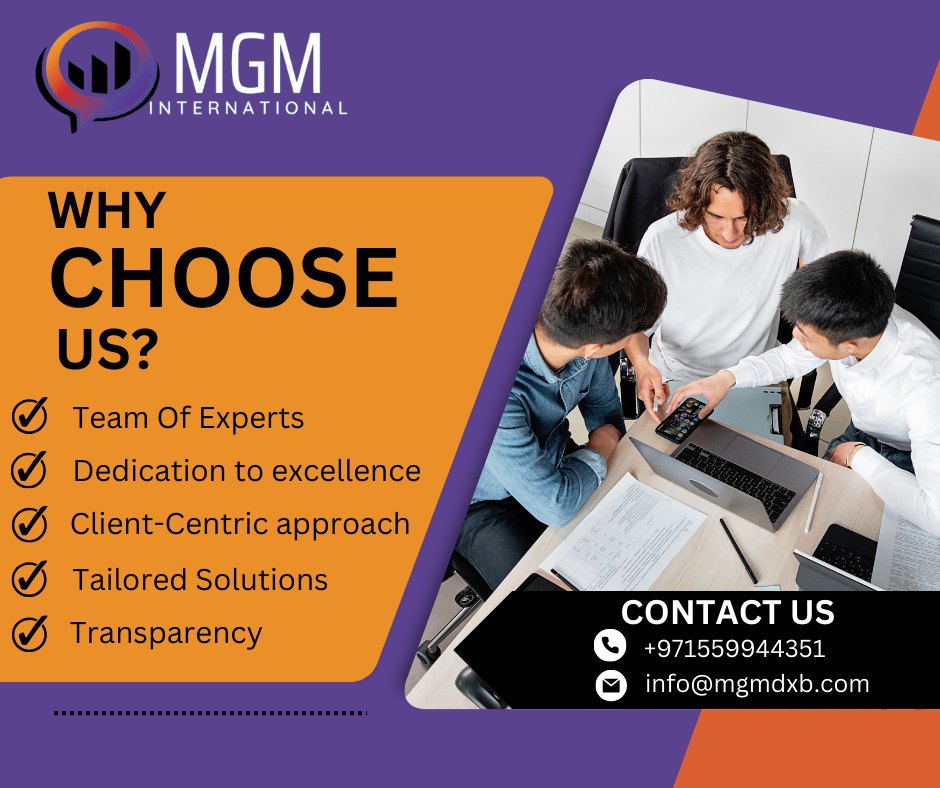 MGM
INTERNATIONAL
WHY
CHOOSE
US?
Team Of Experts
Dedication to excellence
Client-Centric approach
Tailored Solutions
Transparency
CONTACT US
+971559944351
info@mgmdxb.com